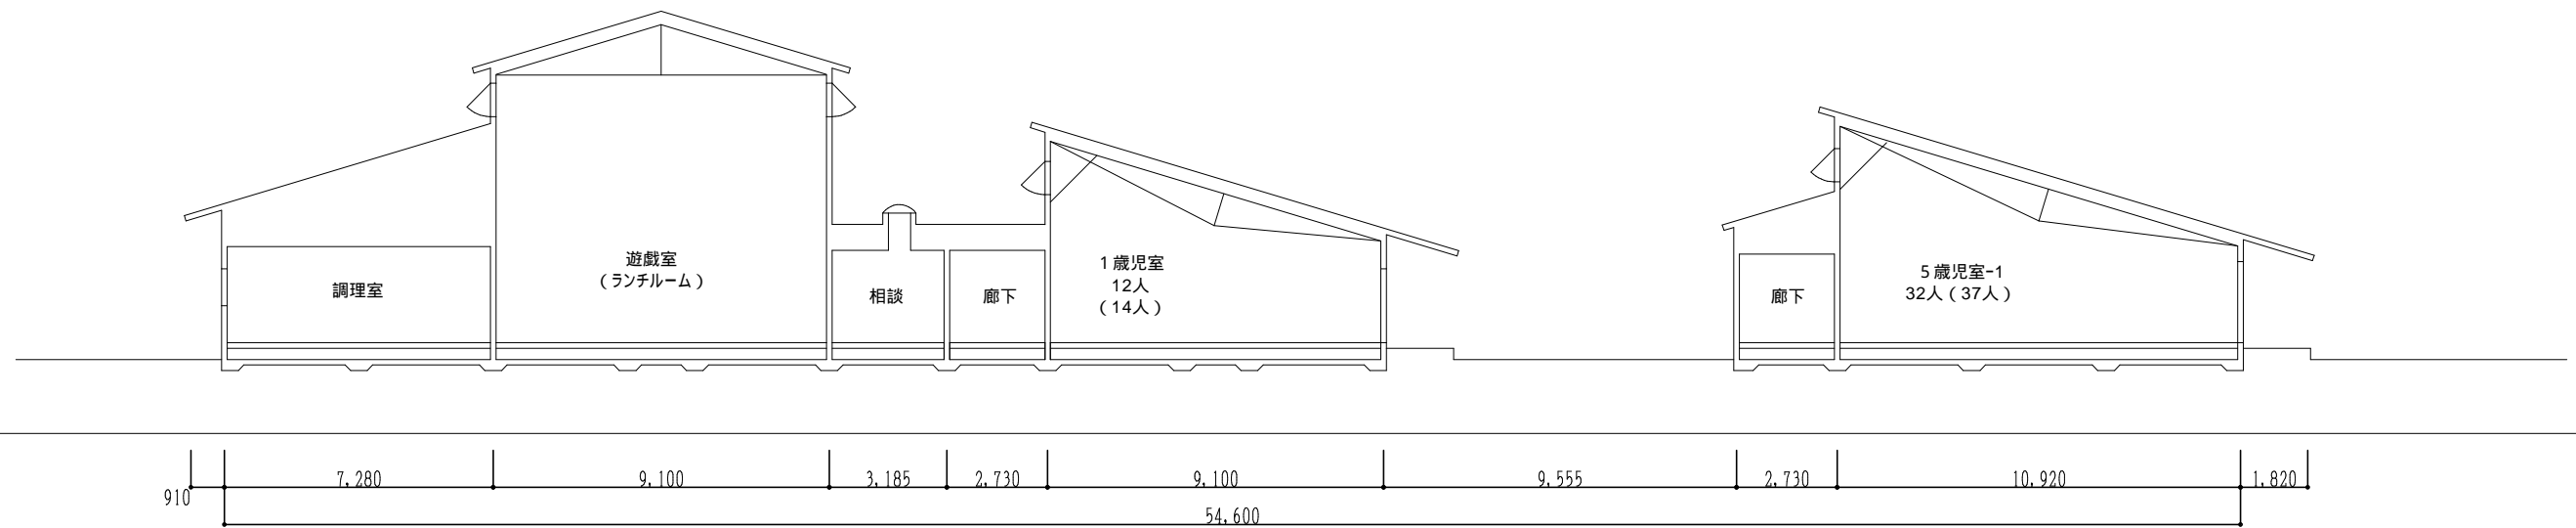 遊戯室
(ランチルーム)
調理室
相談
廊下
1歳児室
12人
(14人)
廊下
5歳児室-1
32人(37人)
910
7,280
9,100
3,185
2,730
9,100
9,555
2,730
10,920
1,820
54,600